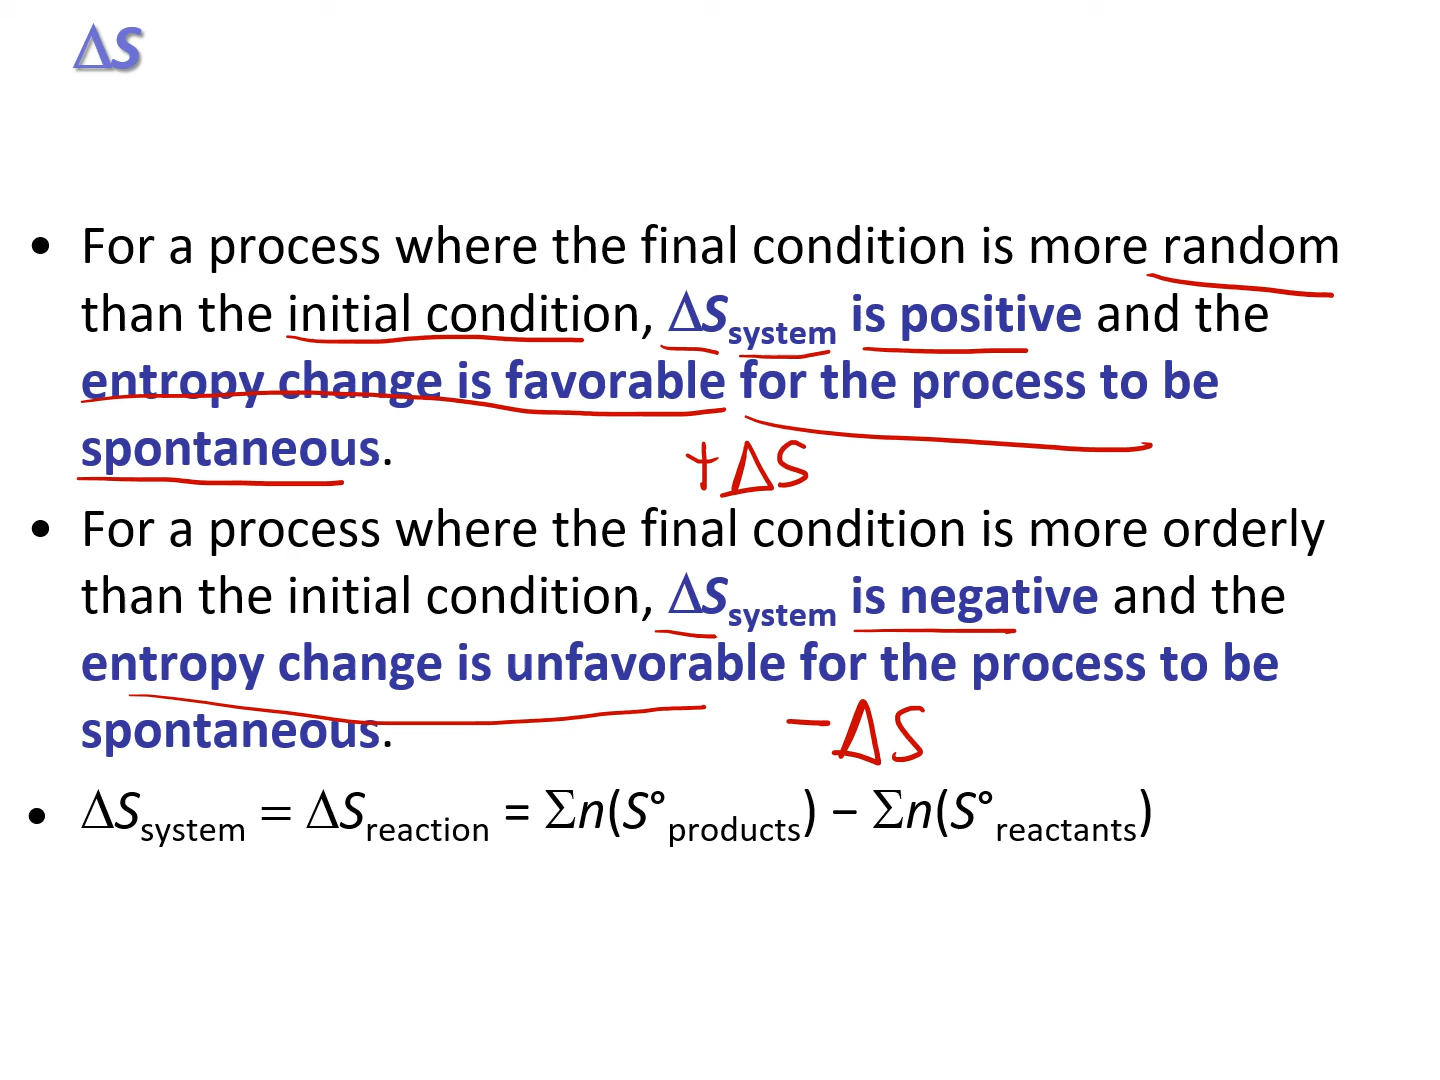 ΔS
• For a process where the final condition is more random
than the initial condition, ΔSsystem is positive and the
entropy change is favorable for the process to be
spontaneous.
+ΔS
• For a process where the final condition is more orderly
than the initial condition, ΔSsystem is negative and the
entropy change is unfavorable for the process to be
spontaneous.
−ΔS
• ΔSsystem = ΔSreaction = Σn(S°products) − Σn(S°reactants)